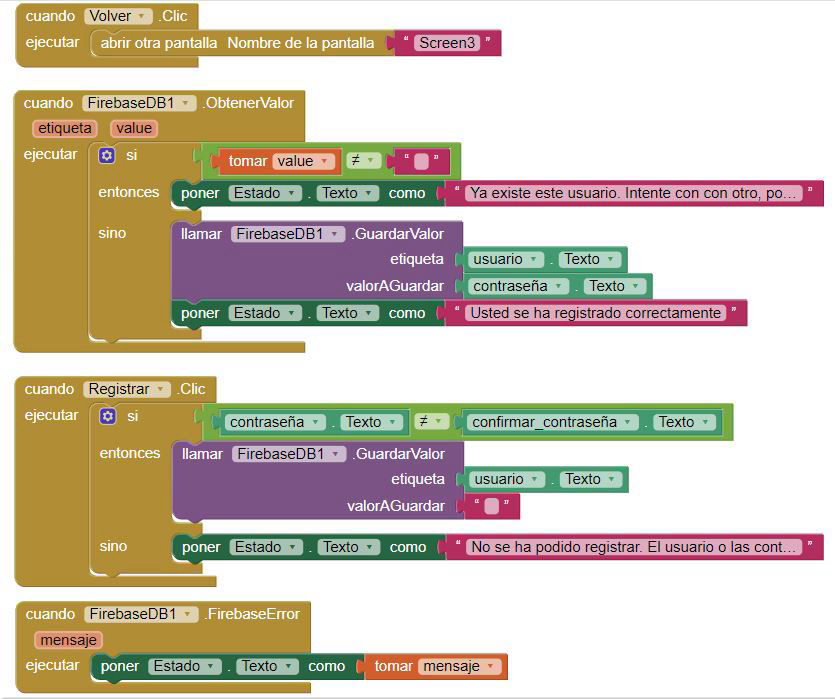 cuando Volver .Clic
ejecutar abrir otra pantalla Nombre de la pantalla " Screen3 "
cuando FirebaseDB1 .ObtenerValor
etiqueta value
ejecutar si tomar value ≠ " "
entonces poner Estado . Texto como " Ya existe este usuario. Intente con con otro, po... "
sino llamar FirebaseDB1 .GuardarValor
etiqueta usuario . Texto
valorAGuardar contraseña . Texto
poner Estado . Texto como " Usted se ha registrado correctamente "
cuando Registrar .Clic
ejecutar si contraseña . Texto ≠ confirmar_contraseña . Texto
entonces llamar FirebaseDB1 .GuardarValor
etiqueta usuario . Texto
valorAGuardar " "
sino poner Estado . Texto como " No se ha podido registrar. El usuario o las cont... "
cuando FirebaseDB1 .FirebaseError
mensaje
ejecutar poner Estado . Texto como tomar mensaje